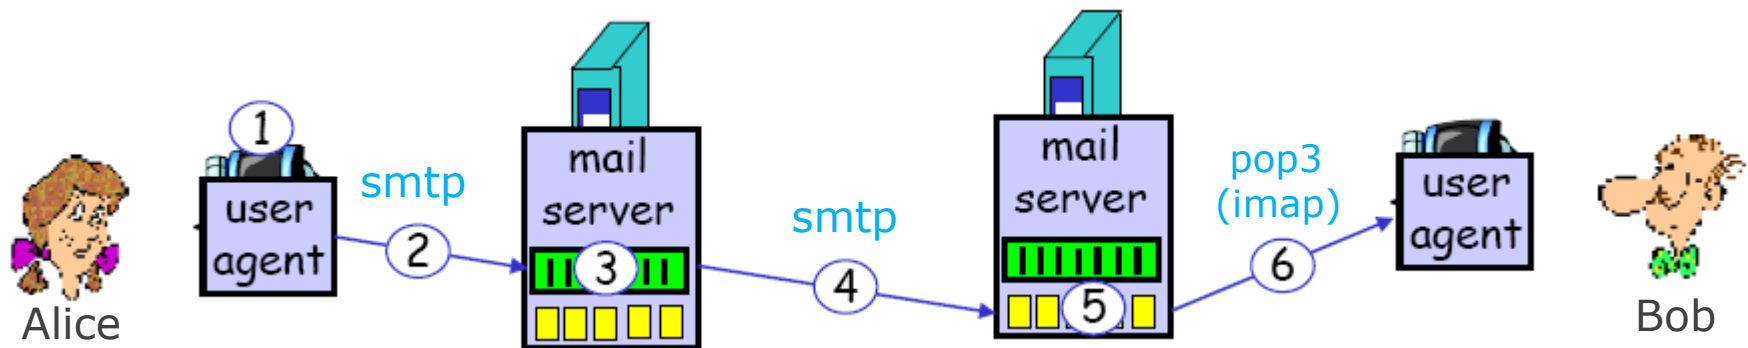 1
user
agent
Alice
smtp
2
mail
server
3
smtp
4
mail
server
5
pop3
(imap)
6
user
agent
Bob